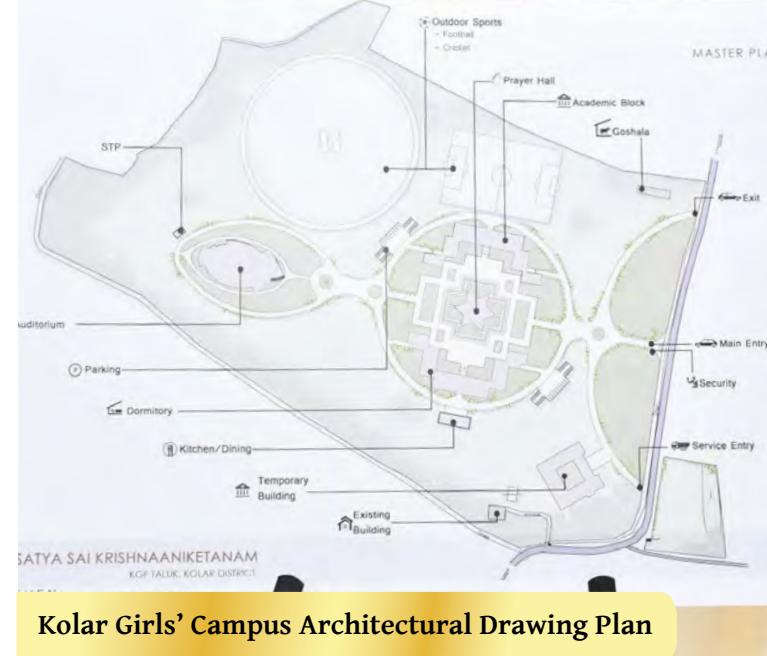 Outdoor Sports
- Football
- Cricket
MASTER PLA
Prayer Hall
Academic Block
Goshala
STP
Exit
Auditorium
Main Entry
P Parking
Security
Dormitory
Kitchen/Dining
Service Entry
Temporary
Building
Existing
Building
SATYA SAI KRISHNAANIKETANAM
KGF TALUK, KOLAR DISTRICT
Kolar Girls' Campus Architectural Drawing Plan